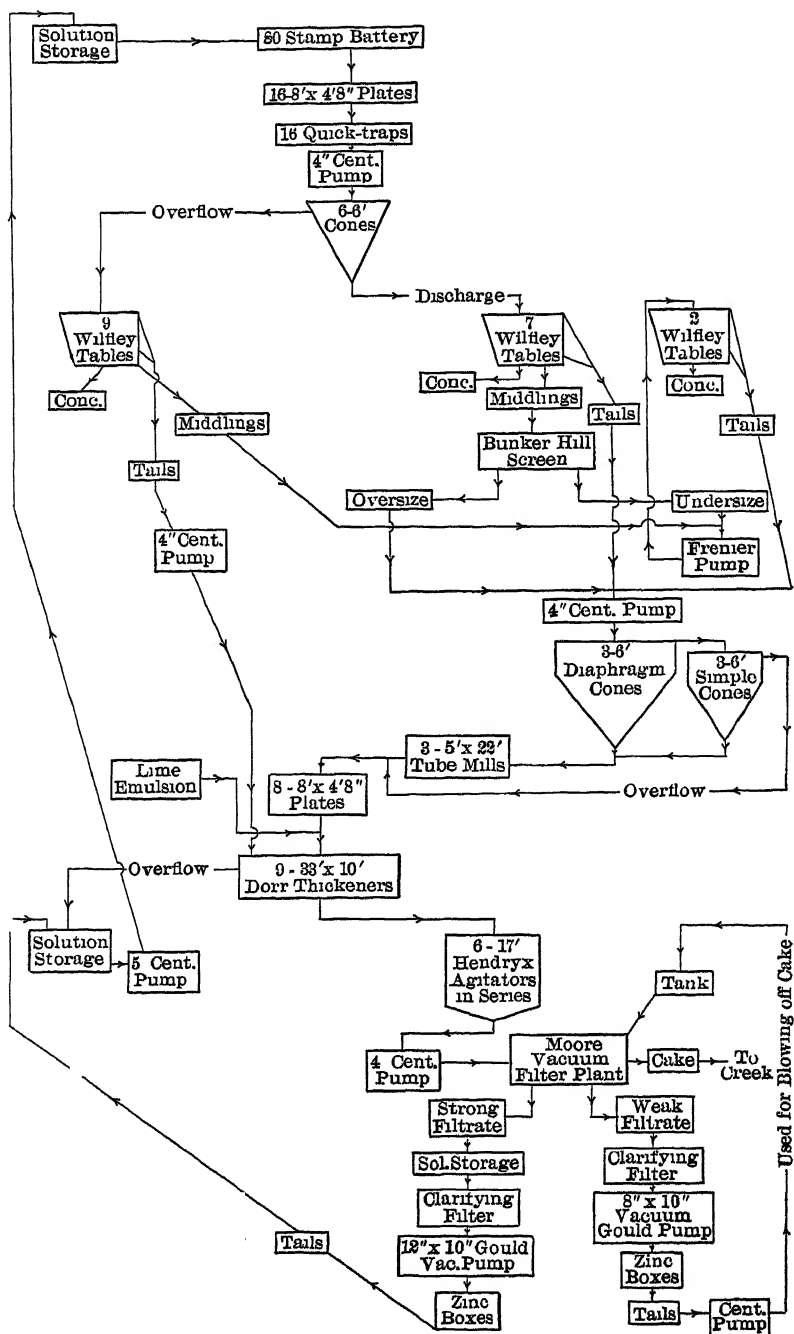 Solution
Storage
80 Stamp Battery
16-8'x 4'8" Plates
16 Quick-traps
4" Cent.
Pump
6-6'
Cones
Overflow
Discharge
9
Wilfley
Tables
Conc.
Middlings
Tails
4" Cent.
Pump
7
Wilfley
Tables
Conc.
Middlings
Tails
Bunker Hill
Screen
Oversize
Undersize
2
Wilfley
Tables
Conc.
Tails
Frenier
Pump
4" Cent. Pump
3-6'
Diaphragm
Cones
3-6'
Simple
Cones
3 - 5'x 22'
Tube Mills
Overflow
Lime
Emulsion
8 - 8'x 4'8"
Plates
9 - 33'x 10'
Dorr Thickeners
Overflow
Solution
Storage
5 Cent.
Pump
6 - 17'
Hendryx
Agitators
in Series
4 Cent.
Pump
Moore
Vacuum
Filter Plant
Tank
Cake
To
Creek
Used for Blowing off Cake
Strong
Filtrate
Sol.Storage
Clarifying
Filter
12"x 10" Gould
Vac.Pump
Zinc
Boxes
Tails
Weak
Filtrate
Clarifying
Filter
8"x 10"
Vacuum
Gould Pump
Zinc
Boxes
Tails
Cent.
Pump